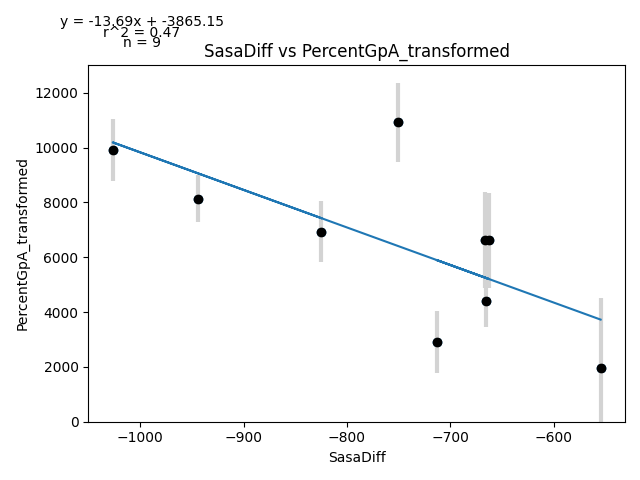 y = -13.69x + -3865.15
r^2 = 0.47
n = 9
SasaDiff vs PercentGpA_transformed
PercentGpA_transformed
12000
10000
8000
6000
4000
2000
0
−1000
−900
−800
−700
−600
SasaDiff